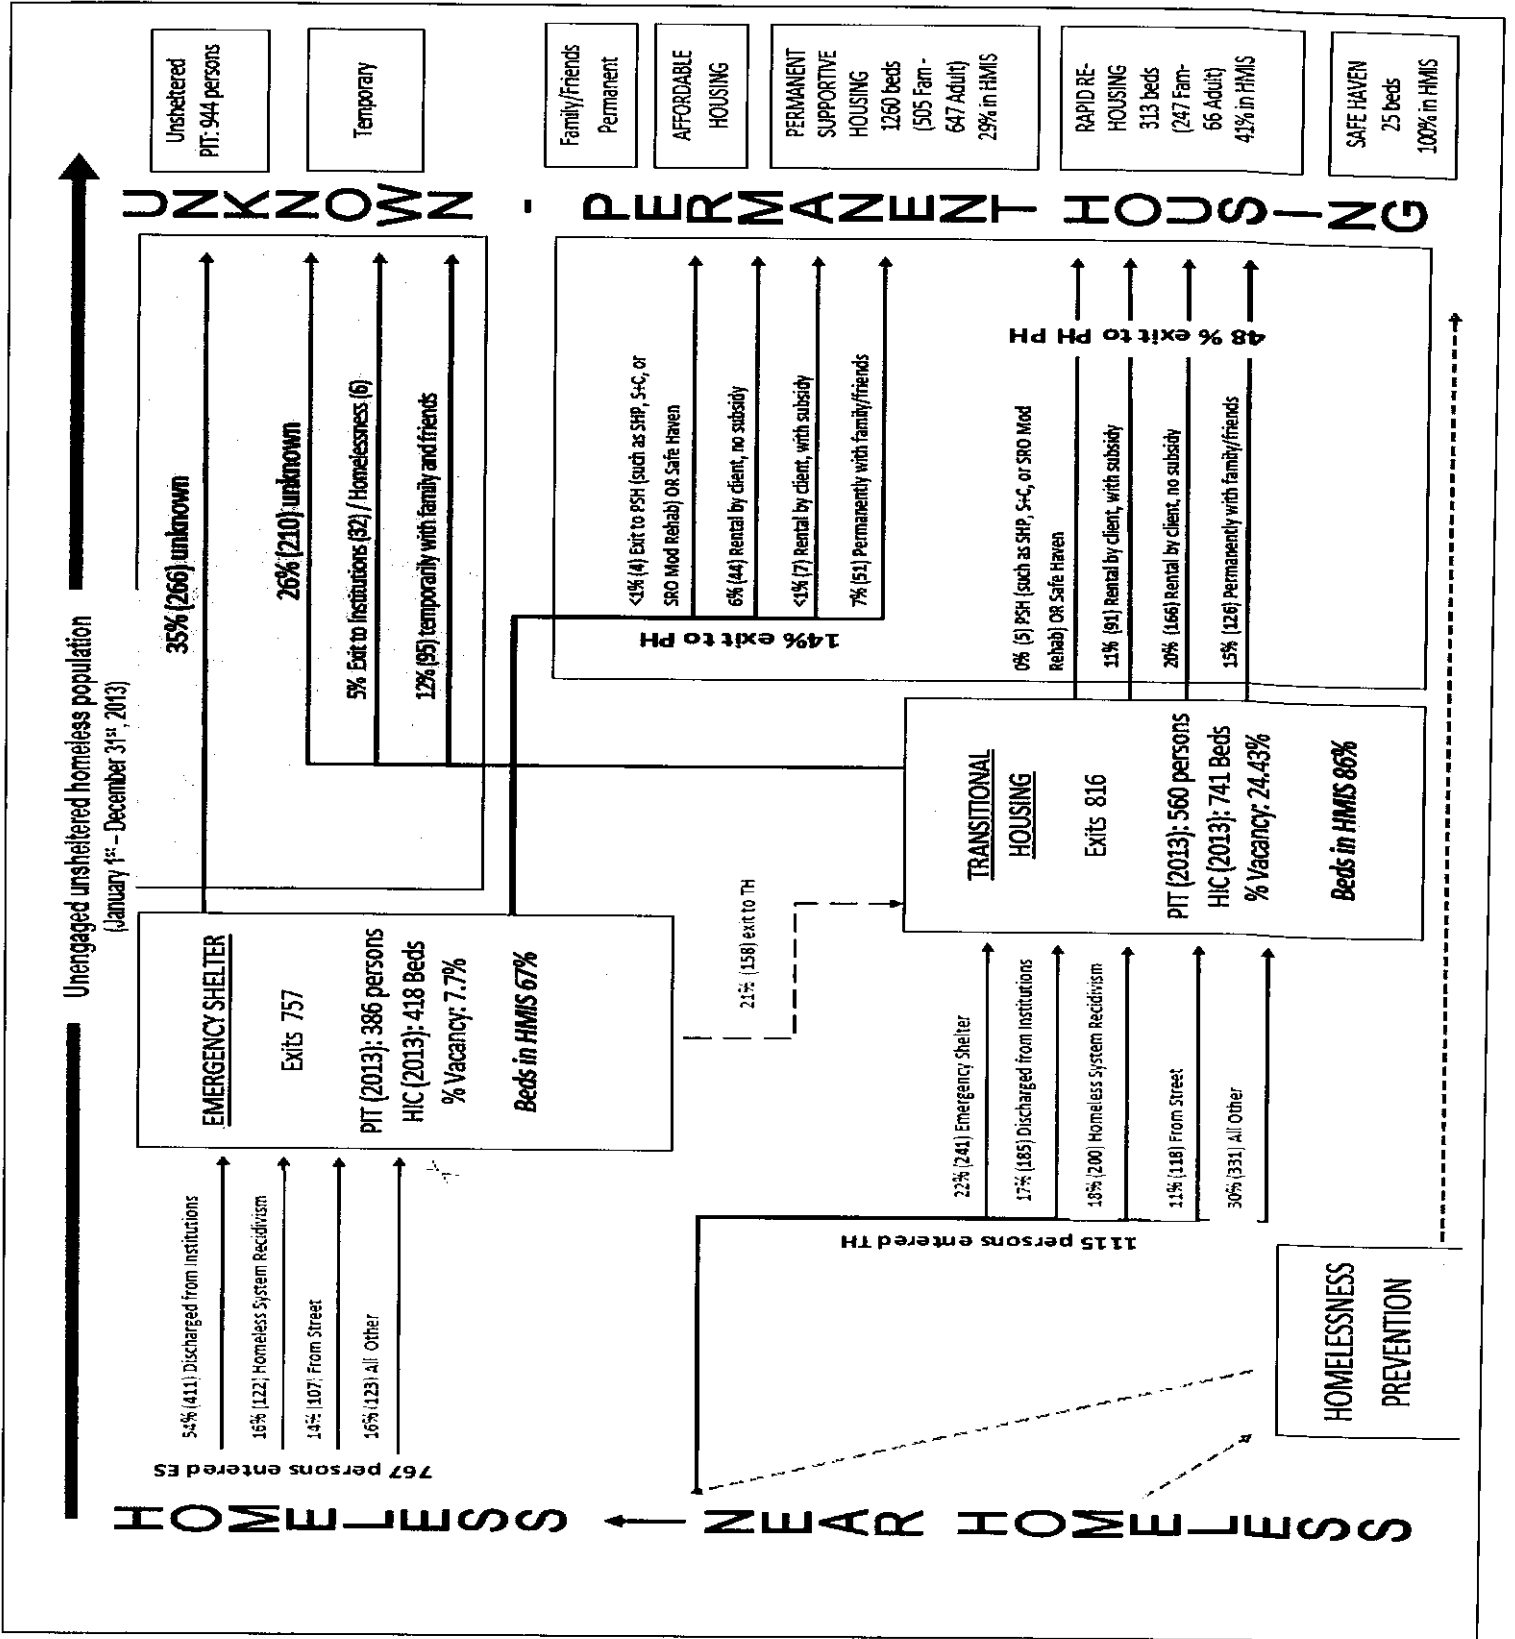 Unengaged unsheltered homeless population
(January 1st – December 31st, 2013)
HOMELESS
NEAR HOMELESS
767 persons entered ES
54% (411) Discharged from Institutions
16% (122) Homeless System Recidivism
14% (107) From Street
16% (123) All Other
EMERGENCY SHELTER
Exits 757
PIT (2013): 386 persons
HIC (2013): 418 Beds
% Vacancy: 7.7%
Beds in HMIS 67%
35% (266) unknown
26% (210) unknown
5% Exit to Institutions (32) / Homelessness (6)
12% (95) temporarily with family and friends
14% exit to PH
<1% (4) Exit to PSH (such as SHP, S+C, or
SRO Mod Rehab) OR Safe Haven
6% (44) Rental by client, no subsidy
<1% (7) Rental by client, with subsidy
7% (51) Permanently with family/friends
21% (158) exit to TH
1115 persons entered TH
22% (241) Emergency Shelter
17% (185) Discharged from Institutions
18% (200) Homeless System Recidivism
11% (118) From Street
30% (331) All Other
TRANSITIONAL
HOUSING
Exits 816
PIT (2013): 560 persons
HIC (2013): 741 Beds
% Vacancy: 24.43%
Beds in HMIS 86%
0% (5) PSH (such as SHP, S+C, or SRO Mod
Rehab) OR Safe Haven
11% (91) Rental by client, with subsidy
20% (166) Rental by client, no subsidy
15% (126) Permanently with family/friends
48 % exit to PH PH
HOMELESSNESS
PREVENTION
UNKNOWN - PERMANENT HOUSING
Unsheltered
PIT: 944 persons
Temporary
Family/Friends
Permanent
AFFORDABLE
HOUSING
PERMANENT
SUPPORTIVE
HOUSING
1260 beds
(505 Fam -
647 Adult)
29% in HMIS
RAPID RE-
HOUSING
313 beds
(247 Fam-
66 Adult)
41% in HMIS
SAFE HAVEN
25 beds
100% in HMIS